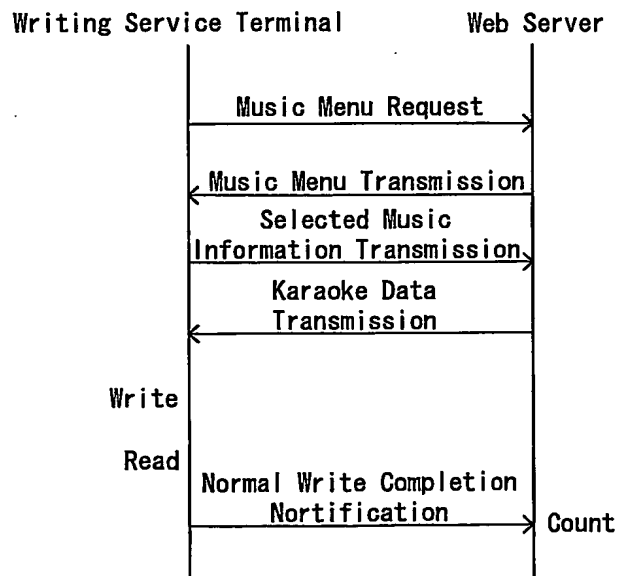 Writing Service Terminal
Web Server
Music Menu Request
Music Menu Transmission
Selected Music
Information Transmission
Karaoke Data
Transmission
Write
Read
Normal Write Completion
Nortification
Count